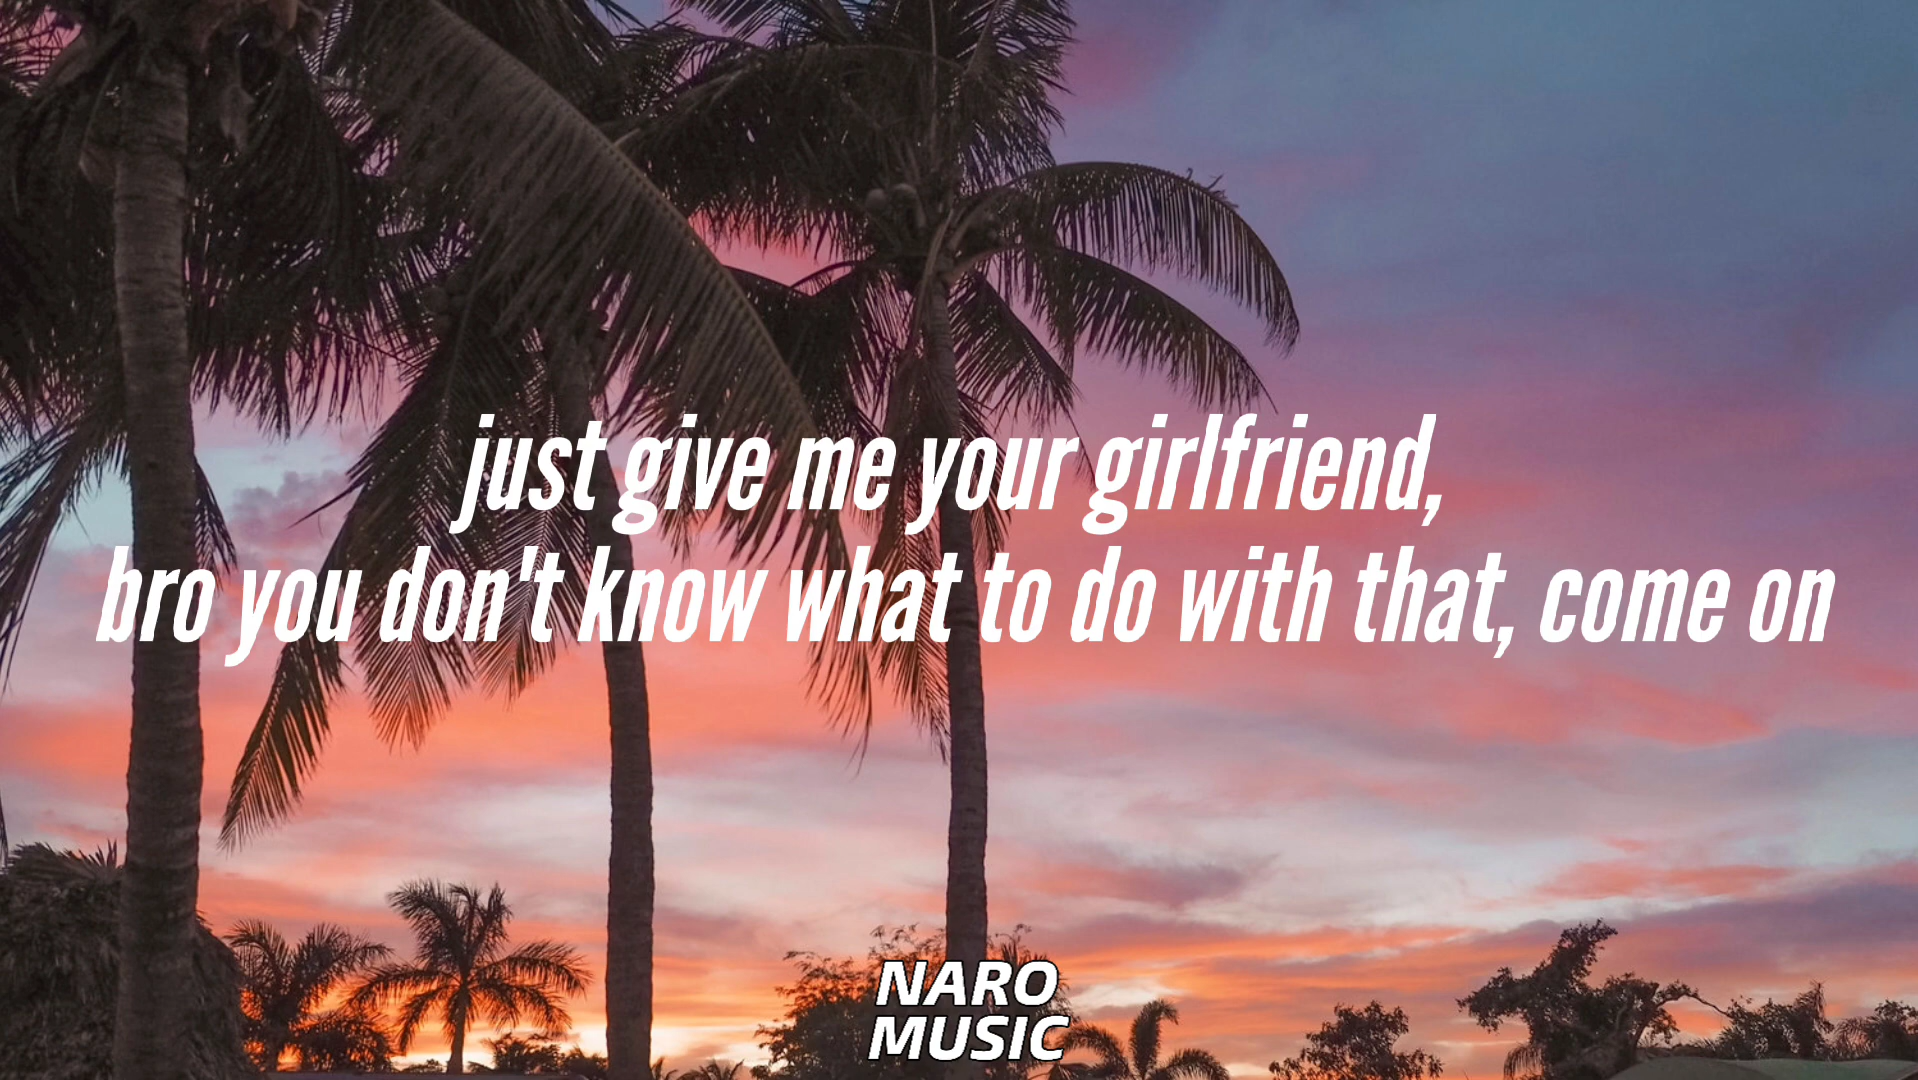 just give me your girlfriend,
bro you don't know what to do with that, come on
NARO
MUSIC